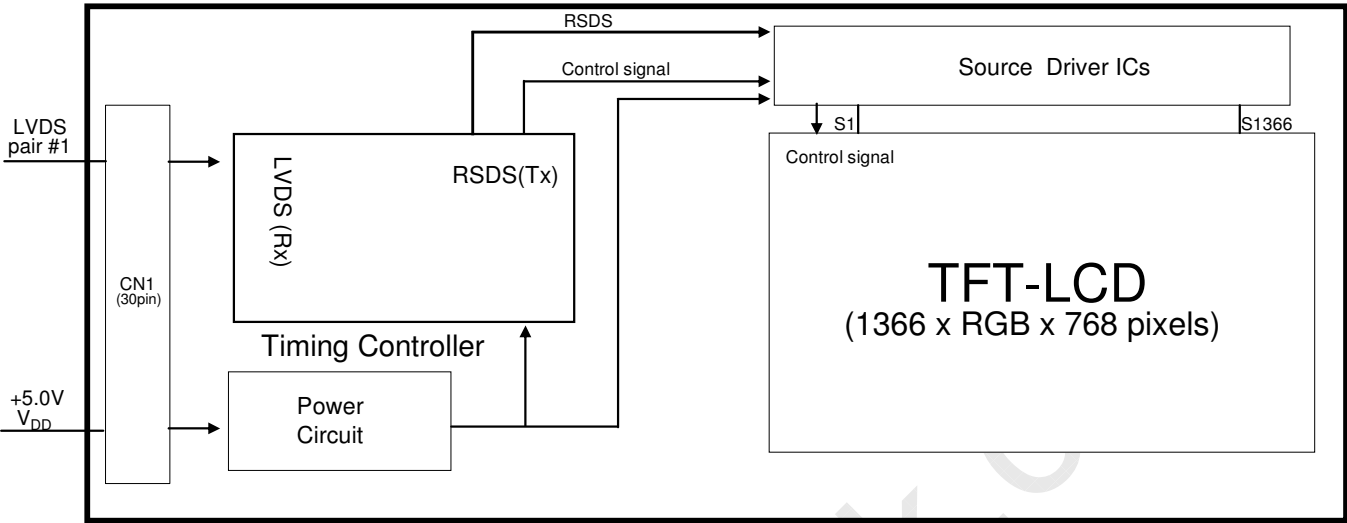 RSDS
Control signal
Source Driver ICs
LVDS
pair #1
S1
S1366
Control signal
LVDS (Rx)
RSDS(Tx)
CN1
(30pin)
TFT-LCD
(1366 x RGB x 768 pixels)
Timing Controller
+5.0V
VDD
Power
Circuit